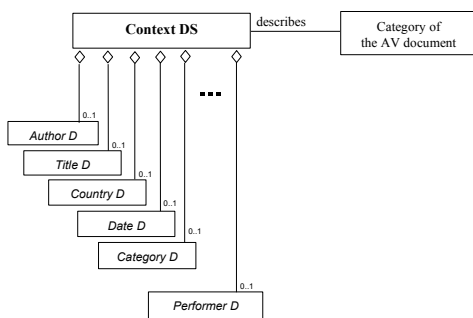 Context DS
describes
Category of
the AV document
...
0..1
Author D
0..1
Title D
0..1
Country D
0..1
Date D
0..1
Category D
0..1
Performer D